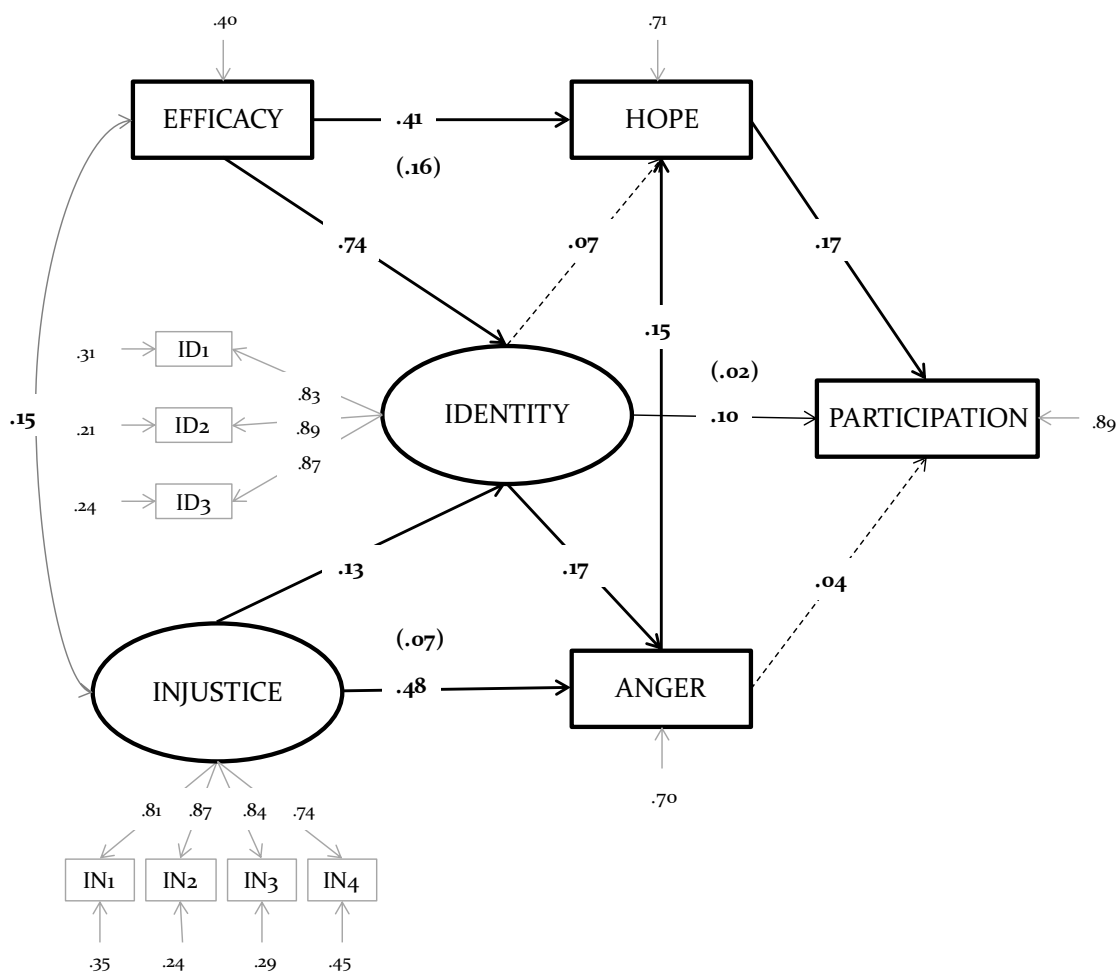 .40
.71
EFFICACY
.41
HOPE
(.16)
.74
.07
.17
.31
ID1
.15
.83
(.02)
.15
.21
ID2
.89
IDENTITY
.10
PARTICIPATION
.89
.24
ID3
.87
.13
.17
.04
(.07)
INJUSTICE
.48
ANGER
.81
.87
.84
.74
.70
IN1
IN2
IN3
IN4
.35
.24
.29
.45